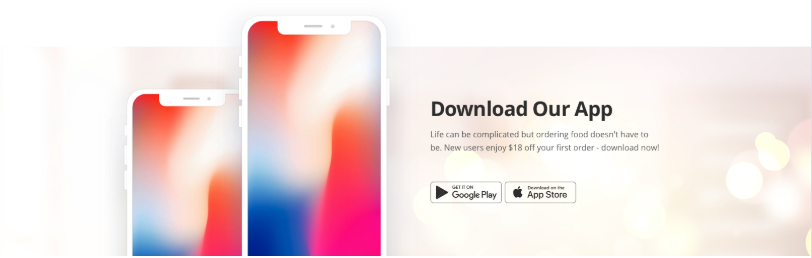 Download Our App
Life can be complicated but ordering food doesn't have to
be. New users enjoy $18 off your first order - download now!
GET IT ON
Google Play
Download on the
App Store